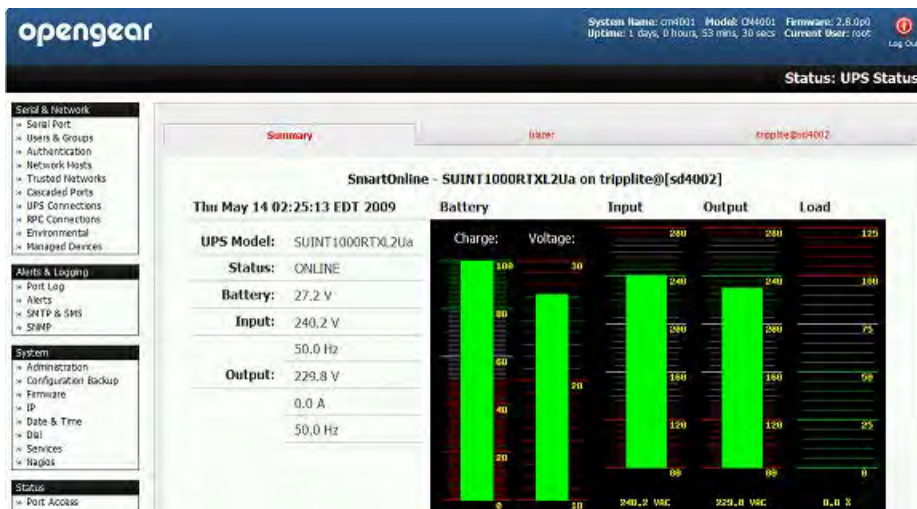 opengear
System Name: cm4001 Model: CM4001 Firmware: 2.8.0p0
Uptime: 1 days, 0 hours, 53 mins, 30 secs Current User: root
Log Out
Status: UPS Status
Serial & Network
» Serial Port
» Users & Groups
» Authentication
» Network Hosts
» Trusted Networks
» Cascaded Ports
» UPS Connections
» RPC Connections
» Environmental
» Managed Devices
Alerts & Logging
» Port Log
» Alerts
» SMTP & SMS
» SNMP
System
» Administration
» Configuration Backup
» Firmware
» IP
» Date & Time
» Dial
» Services
» Nagios
Status
» Port Access
Summary
tripplite@sd4002
SmartOnline - SUINT1000RTXL2Ua on tripplite@[sd4002]
Thu May 14 02:25:13 EDT 2009
Battery Input Output Load
UPS Model: SUINT1000RTXL2Ua
Status: ONLINE
Battery: 27.2 V
Input: 240.2 V
50.0 Hz
Output: 229.8 V
0.0 A
50.0 Hz
Charge: Voltage:
100 80 60 40 20 0
30 20 10
280 240 200 160 120 80
280 240 200 160 120 80
125 100 75 50 25 0
240.2 VAC 229.8 VAC 0.0 %